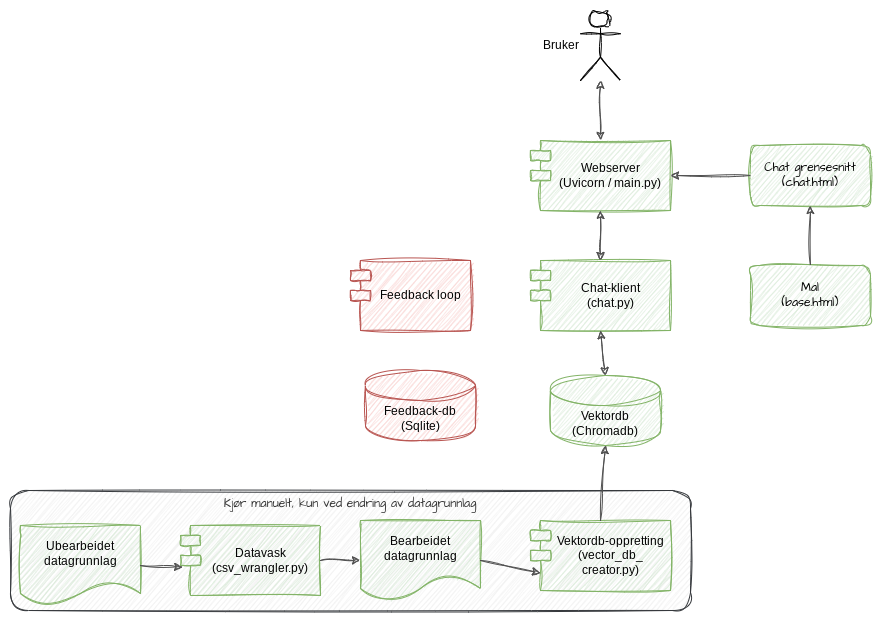 Bruker
Webserver
(Uvicorn / main.py)
Chat grensesnitt
(chat.html)
Feedback loop
Chat-klient
(chat.py)
Mal
(base.html)
Feedback-db
(Sqlite)
Vektordb
(Chromadb)
Kjør manuelt, kun ved endring av datagrunnlag
Ubearbeidet
datagrunnlag
Datavask
(csv_wrangler.py)
Bearbeidet
datagrunnlag
Vektordb-oppretting
(vector_db_
creator.py)